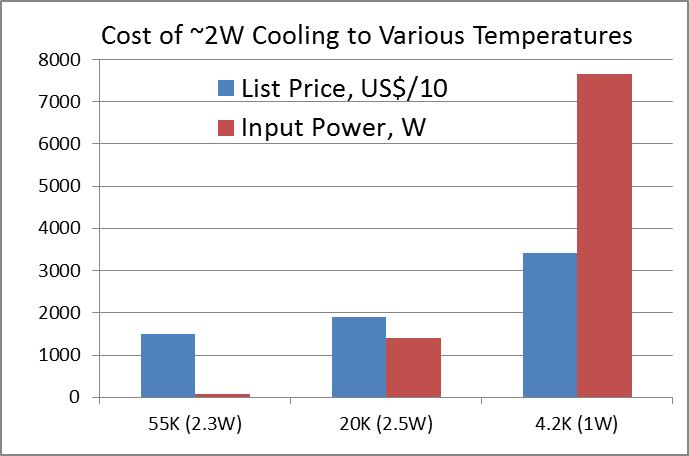 Cost of ~2W Cooling to Various Temperatures
8000
7000
6000
5000
4000
3000
2000
1000
0
List Price, US$/10
Input Power, W
55K (2.3W)
20K (2.5W)
4.2K (1W)